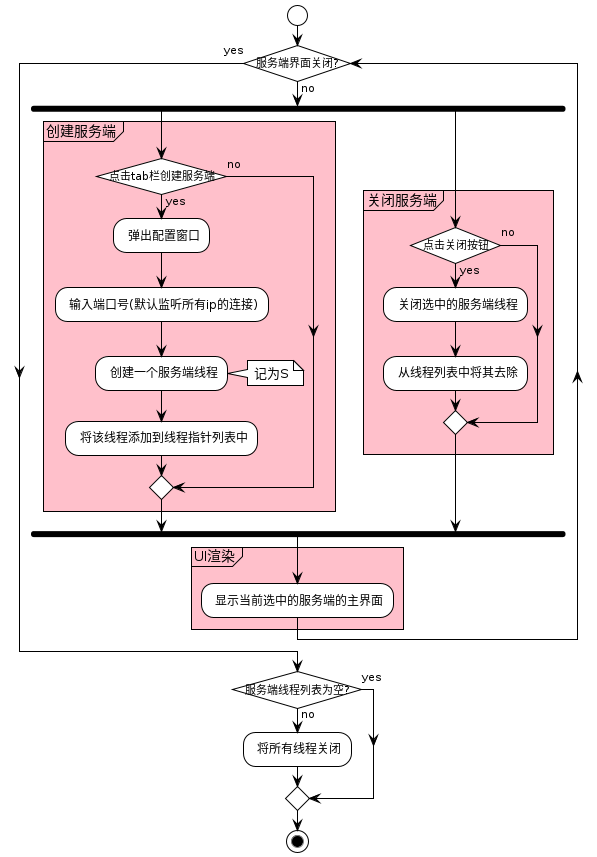 yes
服务端界面关闭?
no
创建服务端
点击tab栏创建服务端
no
yes
弹出配置窗口
输入端口号(默认监听所有ip的连接)
创建一个服务端线程
记为S
将该线程添加到线程指针列表中
关闭服务端
点击关闭按钮
no
yes
关闭选中的服务端线程
从线程列表中将其去除
UI渲染
显示当前选中的服务端的主界面
服务端线程列表为空?
yes
no
将所有线程关闭